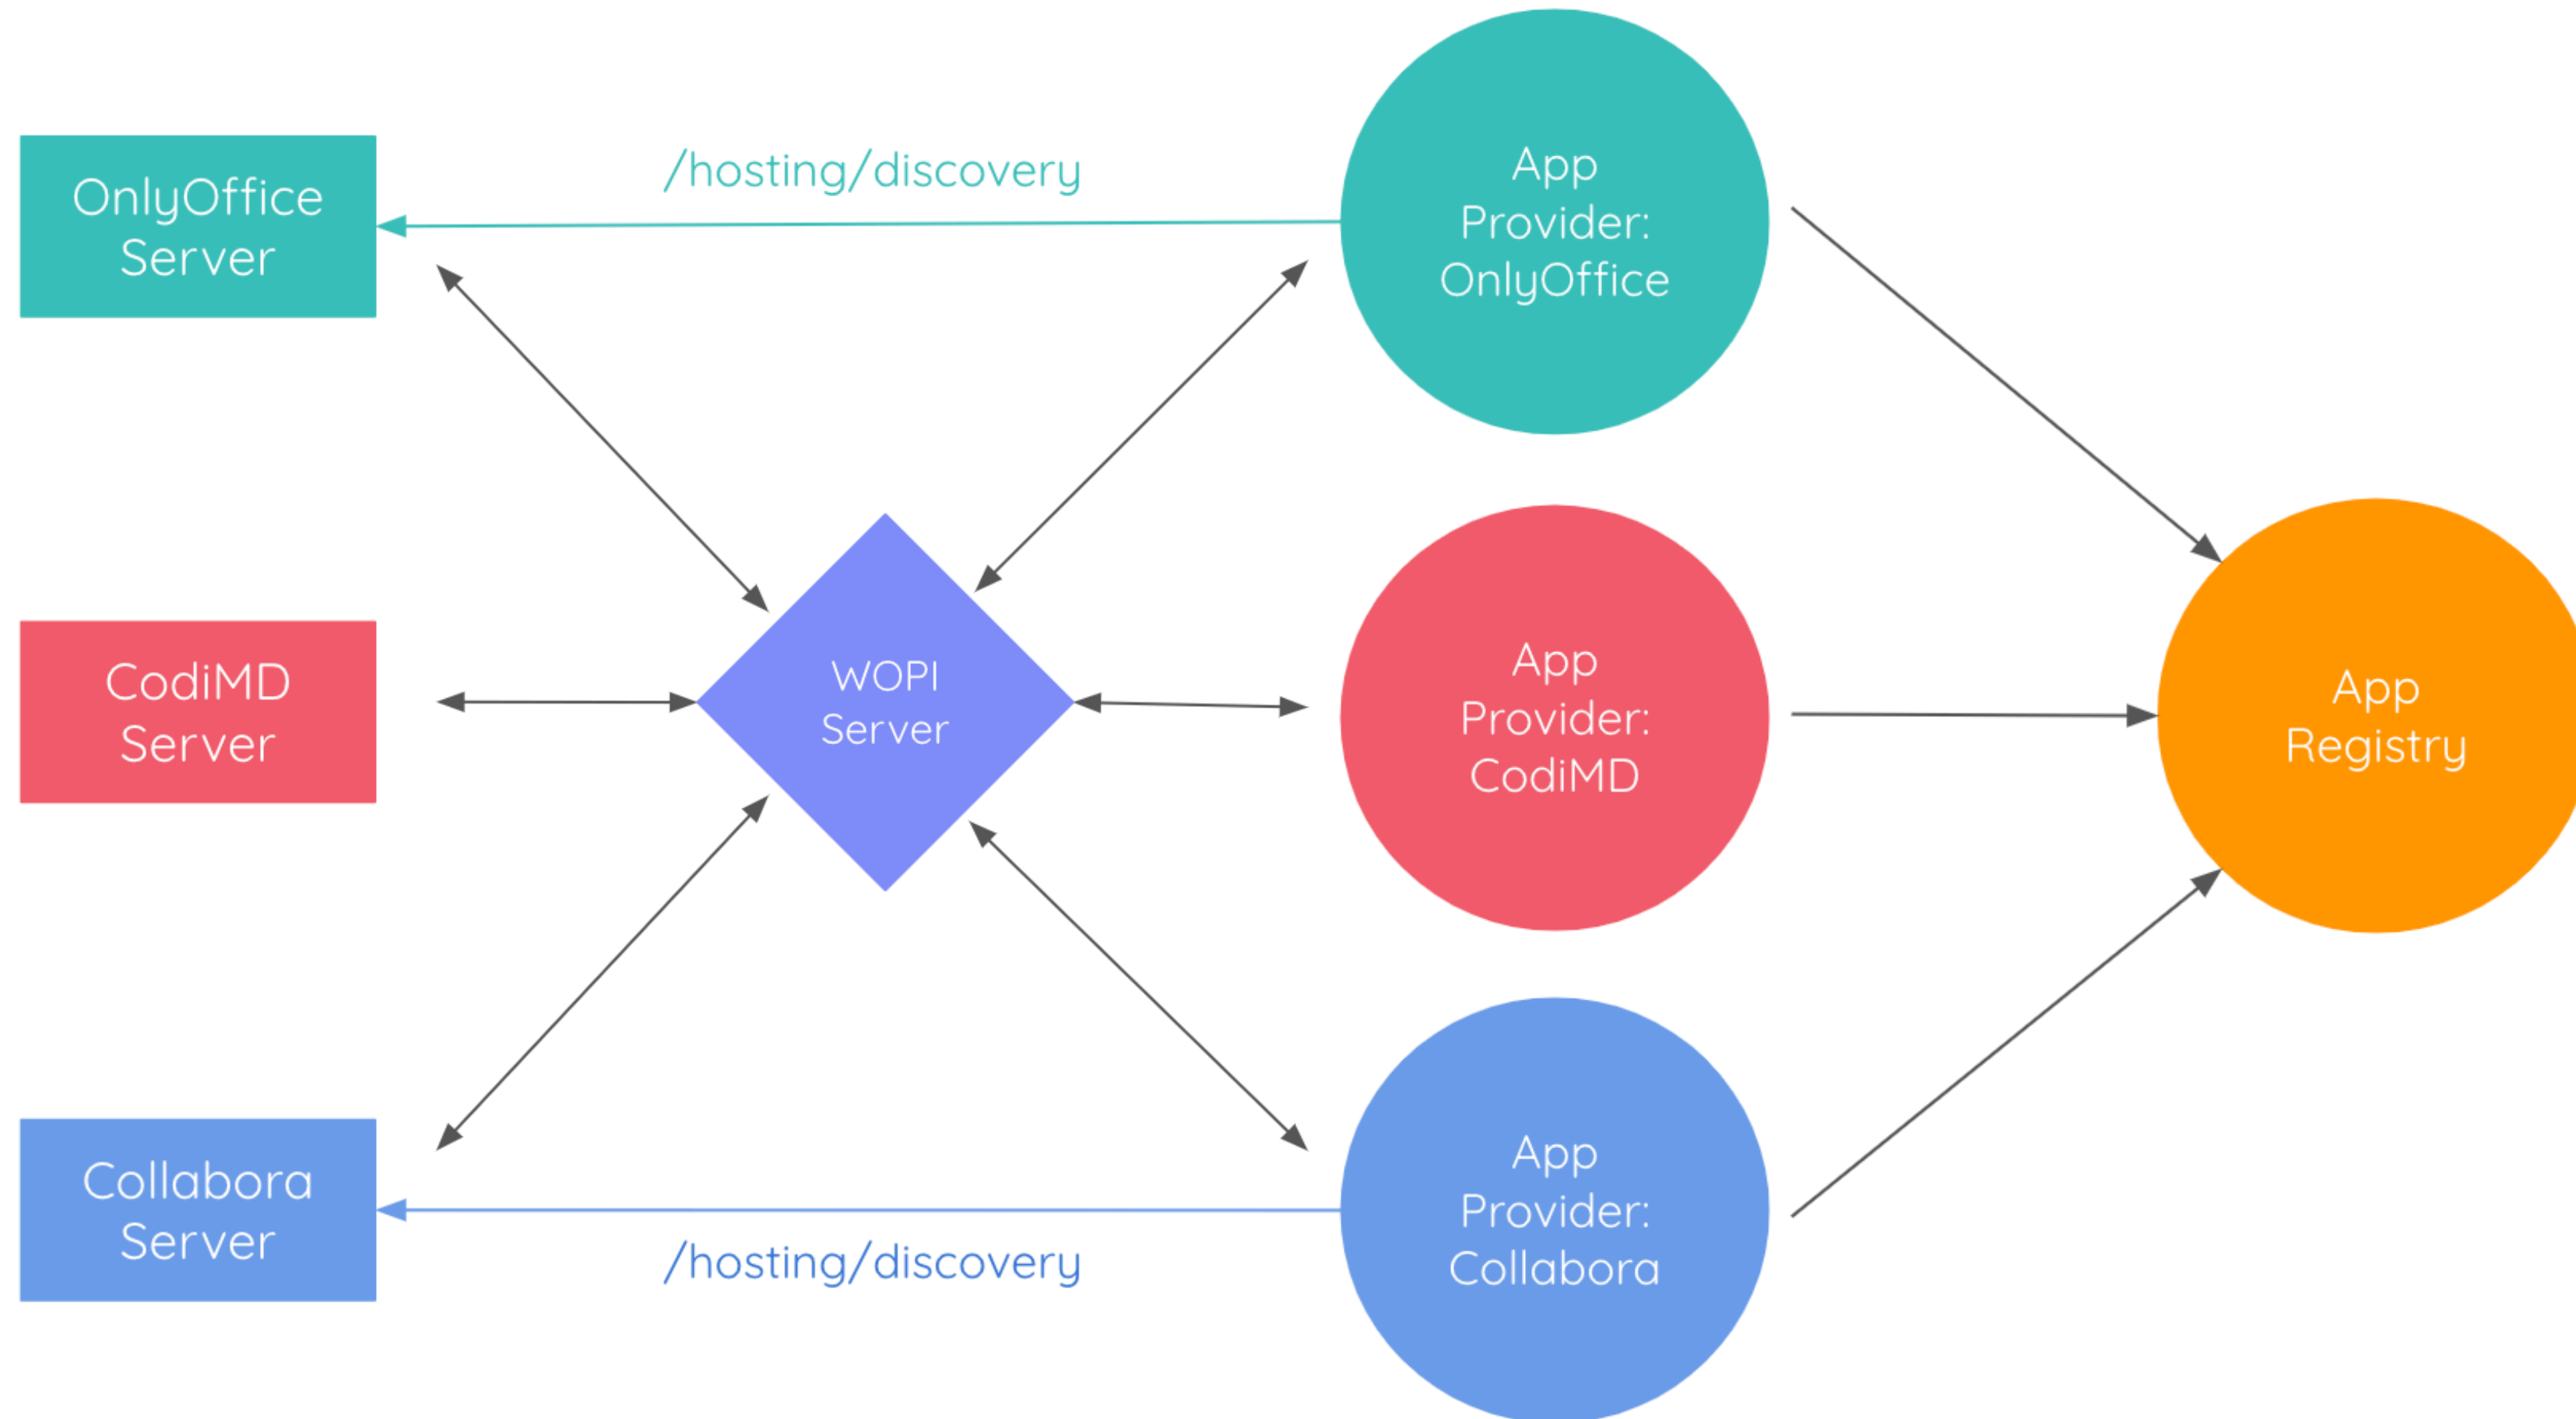 OnlyOffice
Server
/hosting/discovery
App
Provider:
OnlyOffice
CodiMD
Server
WOPI
Server
App
Provider:
CodiMD
App
Registry
Collabora
Server
/hosting/discovery
App
Provider:
Collabora